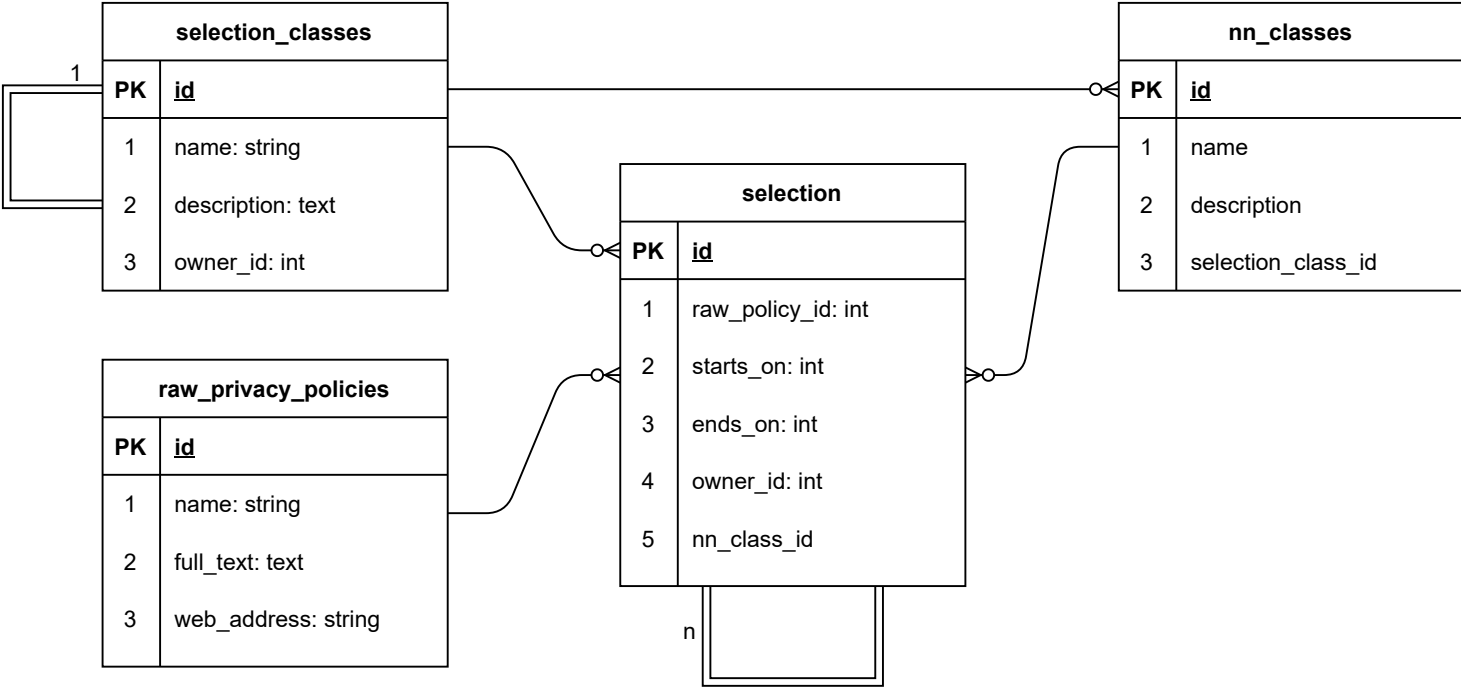 selection_classes
1
PK id
1 name: string
2 description: text
3 owner_id: int
nn_classes
PK id
1 name
2 description
3 selection_class_id
selection
PK id
1 raw_policy_id: int
2 starts_on: int
3 ends_on: int
4 owner_id: int
5 nn_class_id
n
raw_privacy_policies
PK id
1 name: string
2 full_text: text
3 web_address: string